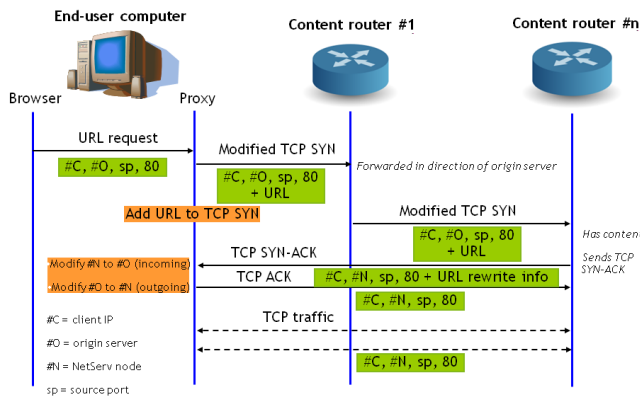 End-user computer
Content router #1
Content router #n
Browser
Proxy
URL request
#C, #O, sp, 80
Modified TCP SYN
#C, #O, sp, 80
+ URL
Forwarded in direction of origin server
Add URL to TCP SYN
Modified TCP SYN
#C, #O, sp, 80
+ URL
Has conten
Sends TCP
SYN-ACK
TCP SYN-ACK
Modify #N to #O (incoming)
#C, #N, sp, 80 + URL rewrite info
TCP ACK
Modify #O to #N (outgoing)
#C, #N, sp, 80
TCP traffic
#C, #N, sp, 80
#C = client IP
#O = origin server
#N = NetServ node
sp = source port